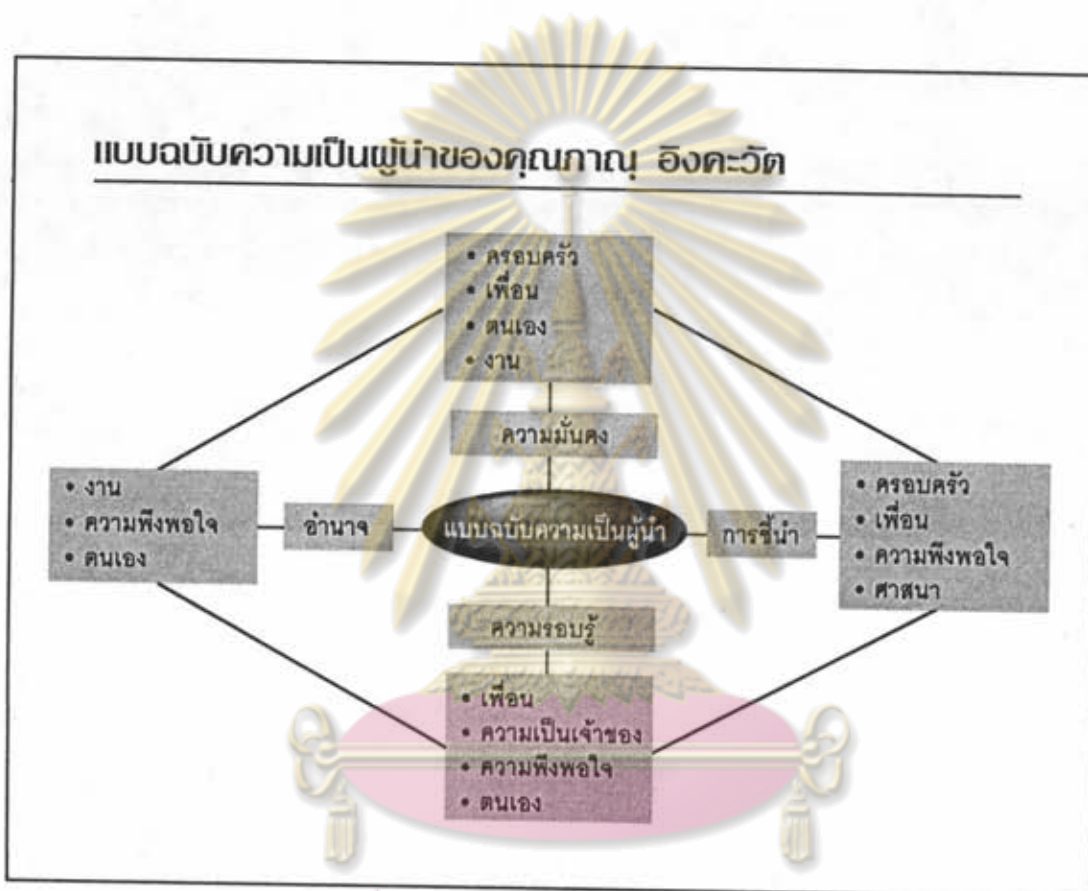 แบบฉบับความเป็นผู้นำของคุณภาณุ อิงคะวัต
• ครอบครัว
• เพื่อน
• ตนเอง
• งาน
ความมั่นคง
• งาน
• ความพึงพอใจ
• ตนเอง
อำนาจ
แบบฉบับความเป็นผู้นำ
การชี้นำ
• ครอบครัว
• เพื่อน
• ความพึงพอใจ
• ศาสนา
ความรอบรู้
• เพื่อน
• ความเป็นเจ้าของ
• ความพึงพอใจ
• ตนเอง